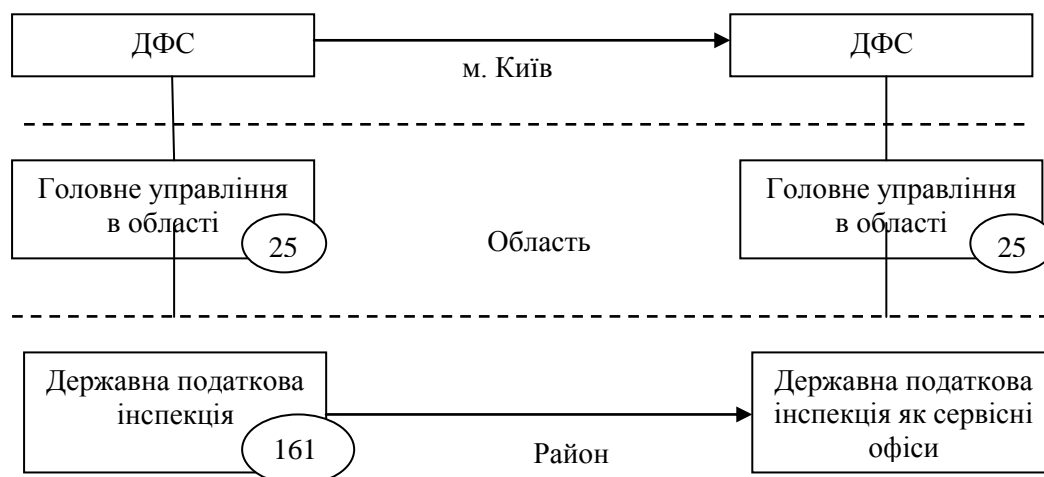 ДФС
ДФС
м. Київ
Головне управління
в області
25
Область
Головне управління
в області
25
Державна податкова
інспекція
161
Район
Державна податкова
інспекція як сервісні
офіси